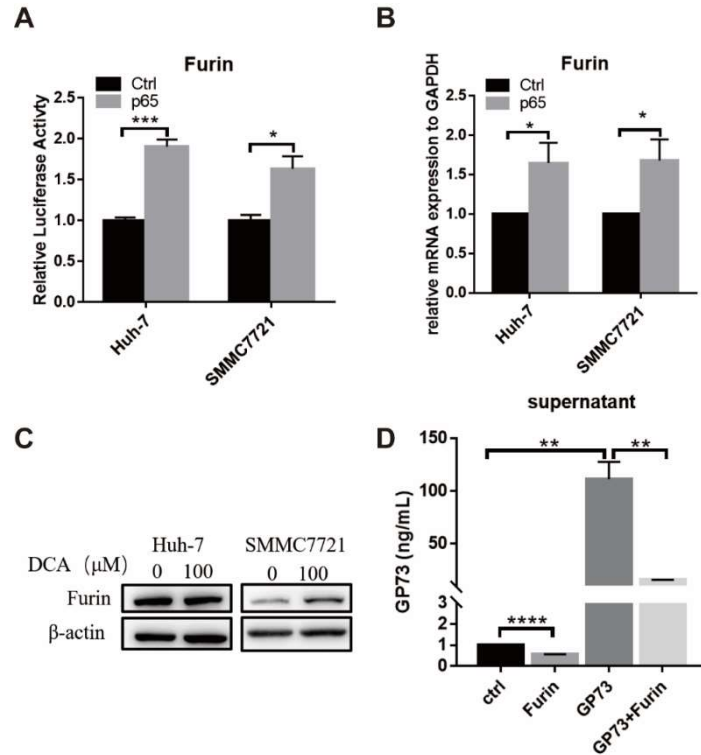 A
Furin
Ctrl
p65
Relative Luciferase Activty
2.5
2.0
1.5
1.0
0.5
0.0
***
*
Huh-7
SMMC7721
B
Furin
Ctrl
p65
relative mRNA expression to GAPDH
2.5
2.0
1.5
1.0
0.5
0.0
*
*
Huh-7
SMMC7721
C
Huh-7 SMMC7721
DCA (μM) 0 100 0 100
Furin
β-actin
D
supernatant
GP73 (ng/mL)
150
100
50
3
2
1
0
**
**
****
ctrl
Furin
GP73
GP73+Furin